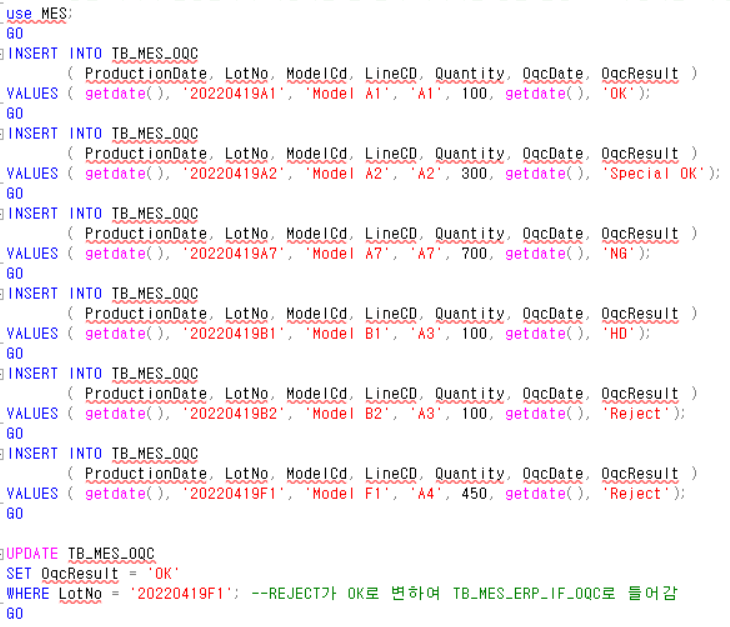 use MES;
GO
INSERT INTO TB_MES_OQC
( ProductionDate, LotNo, ModelCd, LineCD, Quantity, OqcDate, OqcResult )
VALUES ( getdate(), '20220419A1', 'Model A1', 'A1', 100, getdate(), 'OK');
GO
INSERT INTO TB_MES_OQC
( ProductionDate, LotNo, ModelCd, LineCD, Quantity, OqcDate, OqcResult )
VALUES ( getdate(), '20220419A2', 'Model A2', 'A2', 300, getdate(), 'Special OK');
GO
INSERT INTO TB_MES_OQC
( ProductionDate, LotNo, ModelCd, LineCD, Quantity, OqcDate, OqcResult )
VALUES ( getdate(), '20220419A7', 'Model A7', 'A7', 700, getdate(), 'NG');
GO
INSERT INTO TB_MES_OQC
( ProductionDate, LotNo, ModelCd, LineCD, Quantity, OqcDate, OqcResult )
VALUES ( getdate(), '20220419B1', 'Model B1', 'A3', 100, getdate(), 'HD');
GO
INSERT INTO TB_MES_OQC
( ProductionDate, LotNo, ModelCd, LineCD, Quantity, OqcDate, OqcResult )
VALUES ( getdate(), '20220419B2', 'Model B2', 'A3', 100, getdate(), 'Reject');
GO
INSERT INTO TB_MES_OQC
( ProductionDate, LotNo, ModelCd, LineCD, Quantity, OqcDate, OqcResult )
VALUES ( getdate(), '20220419F1', 'Model F1', 'A4', 450, getdate(), 'Reject');
GO
UPDATE TB_MES_OQC
SET OqcResult = 'OK'
WHERE LotNo = '20220419F1'; --REJECT가 OK로 변하여 TB_MES_ERP_IF_OQC로 들어감
GO